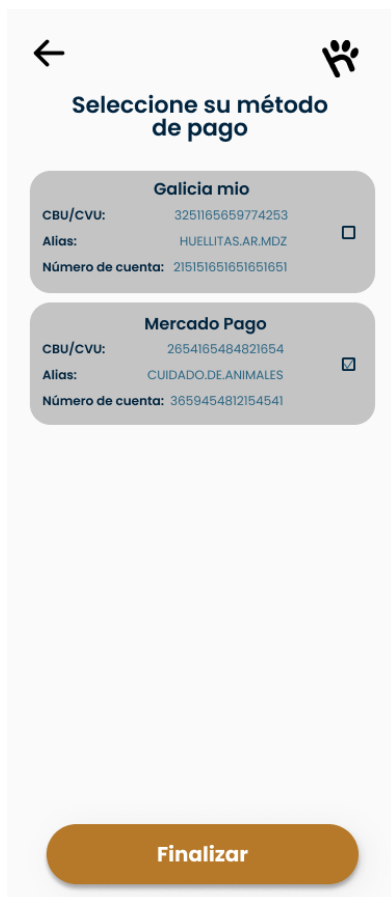 Seleccione su método
de pago
Galicia mio
CBU/CVU: 3251165659774253
Alias: HUELLITAS.AR.MDZ
Número de cuenta: 215151651651651651
Mercado Pago
CBU/CVU: 2654165484821654
Alias: CUIDADO.DE.ANIMALES
Número de cuenta: 3659454812154541
Finalizar